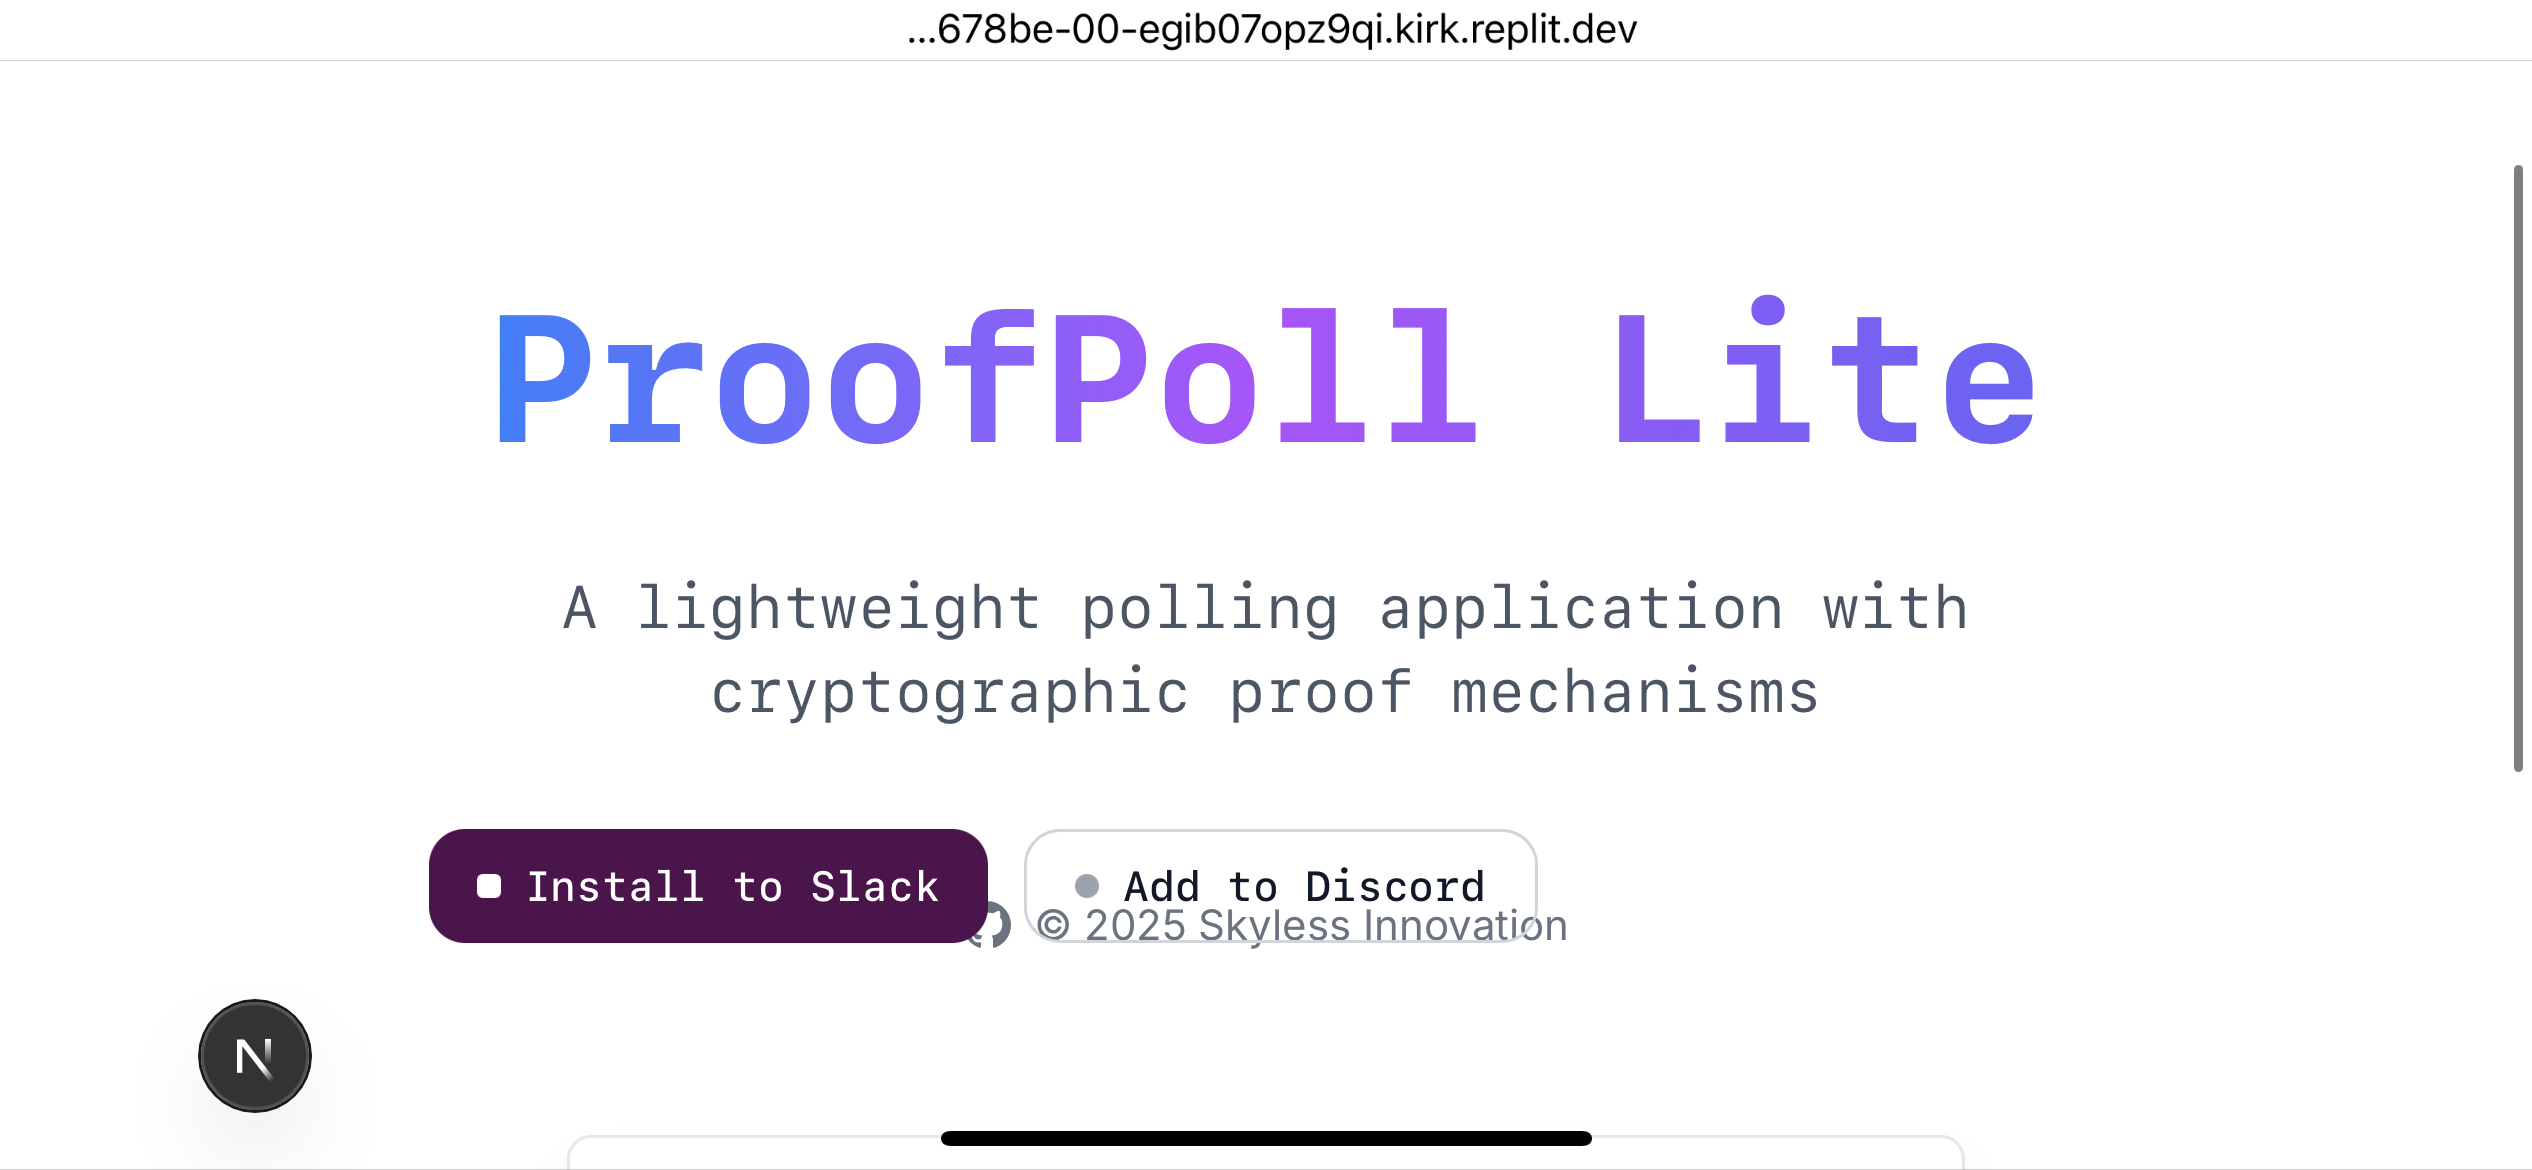 ...678be-00-egib07opz9qi.kirk.replit.dev
ProofPoll Lite
A lightweight polling application with
cryptographic proof mechanisms
Install to Slack
Add to Discord
© 2025 Skyless Innovation
N